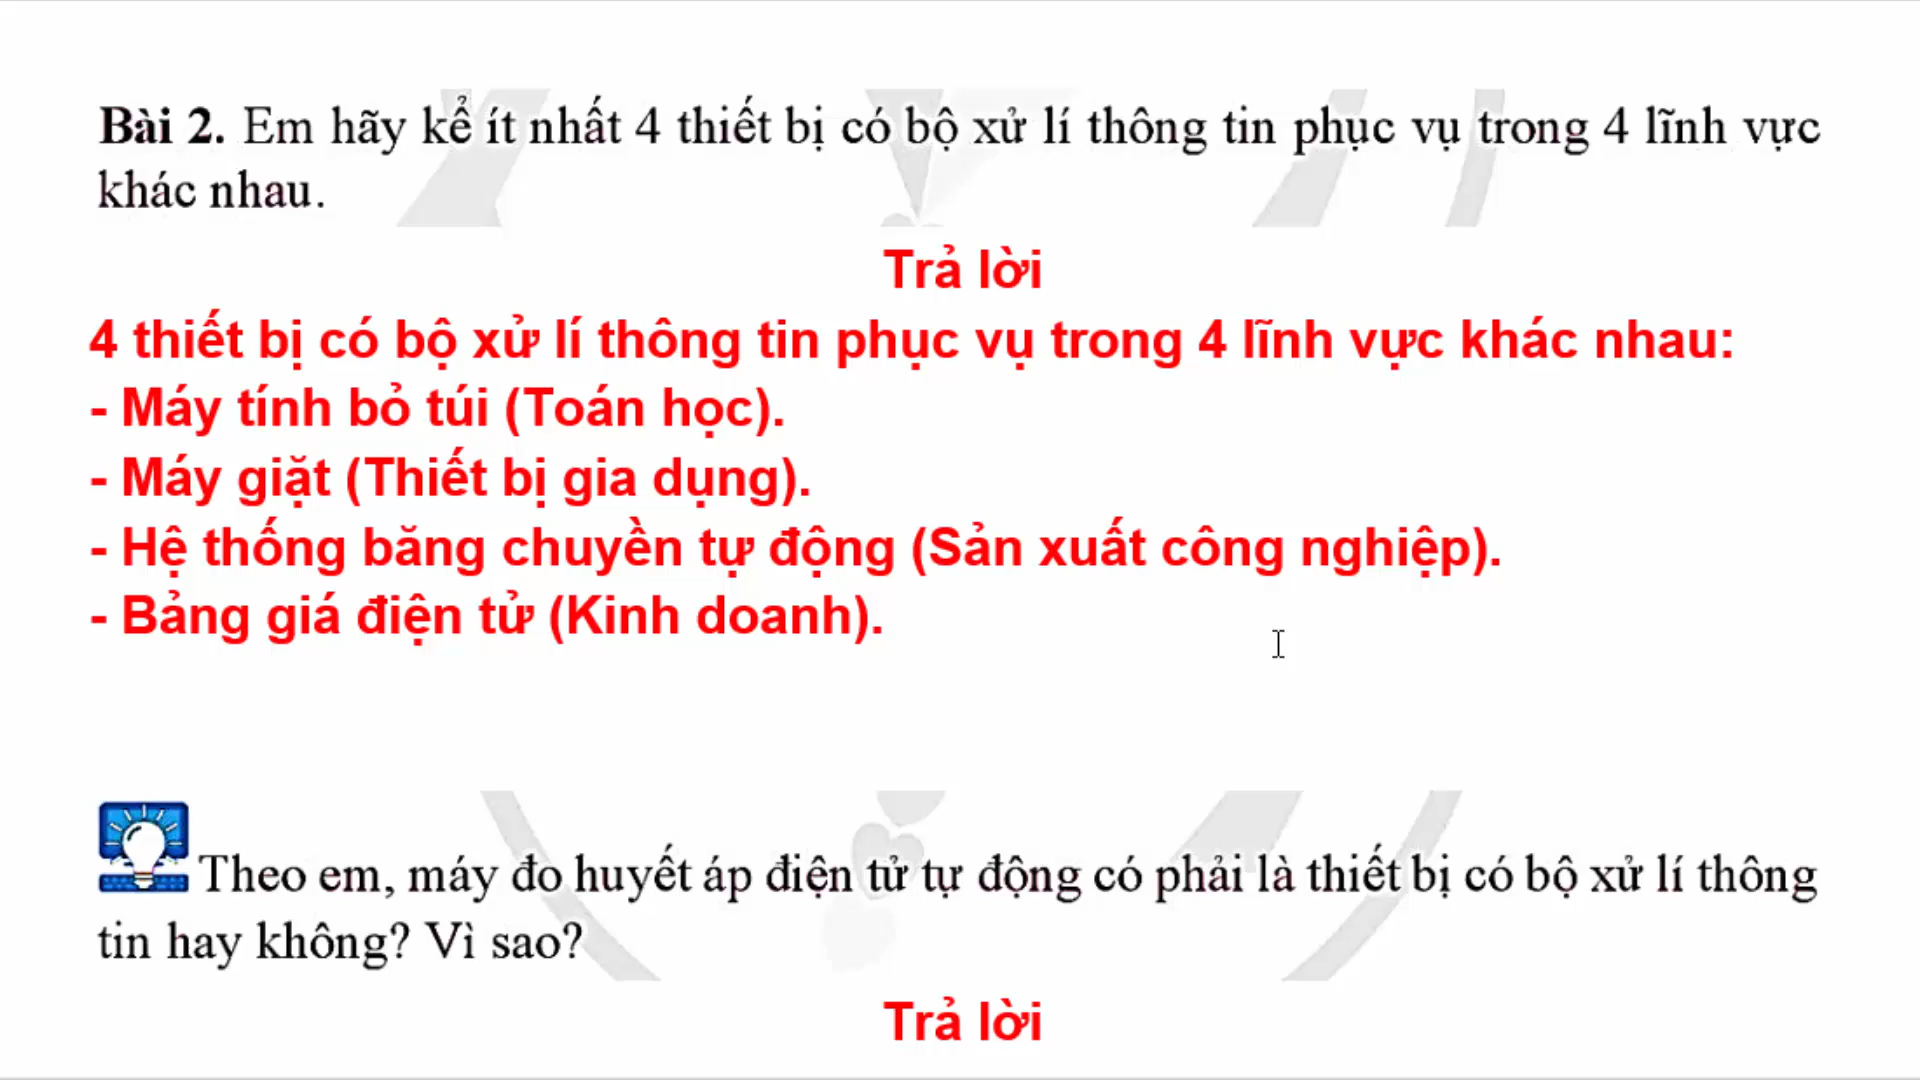 Bài 2. Em hãy kể ít nhất 4 thiết bị có bộ xử lí thông tin phục vụ trong 4 lĩnh vực
khác nhau.
Trả lời
4 thiết bị có bộ xử lí thông tin phục vụ trong 4 lĩnh vực khác nhau:
- Máy tính bỏ túi (Toán học).
- Máy giặt (Thiết bị gia dụng).
- Hệ thống băng chuyền tự động (Sản xuất công nghiệp).
- Bảng giá điện tử (Kinh doanh).
Theo em, máy đo huyết áp điện tử tự động có phải là thiết bị có bộ xử lí thông
tin hay không? Vì sao?
Trả lời